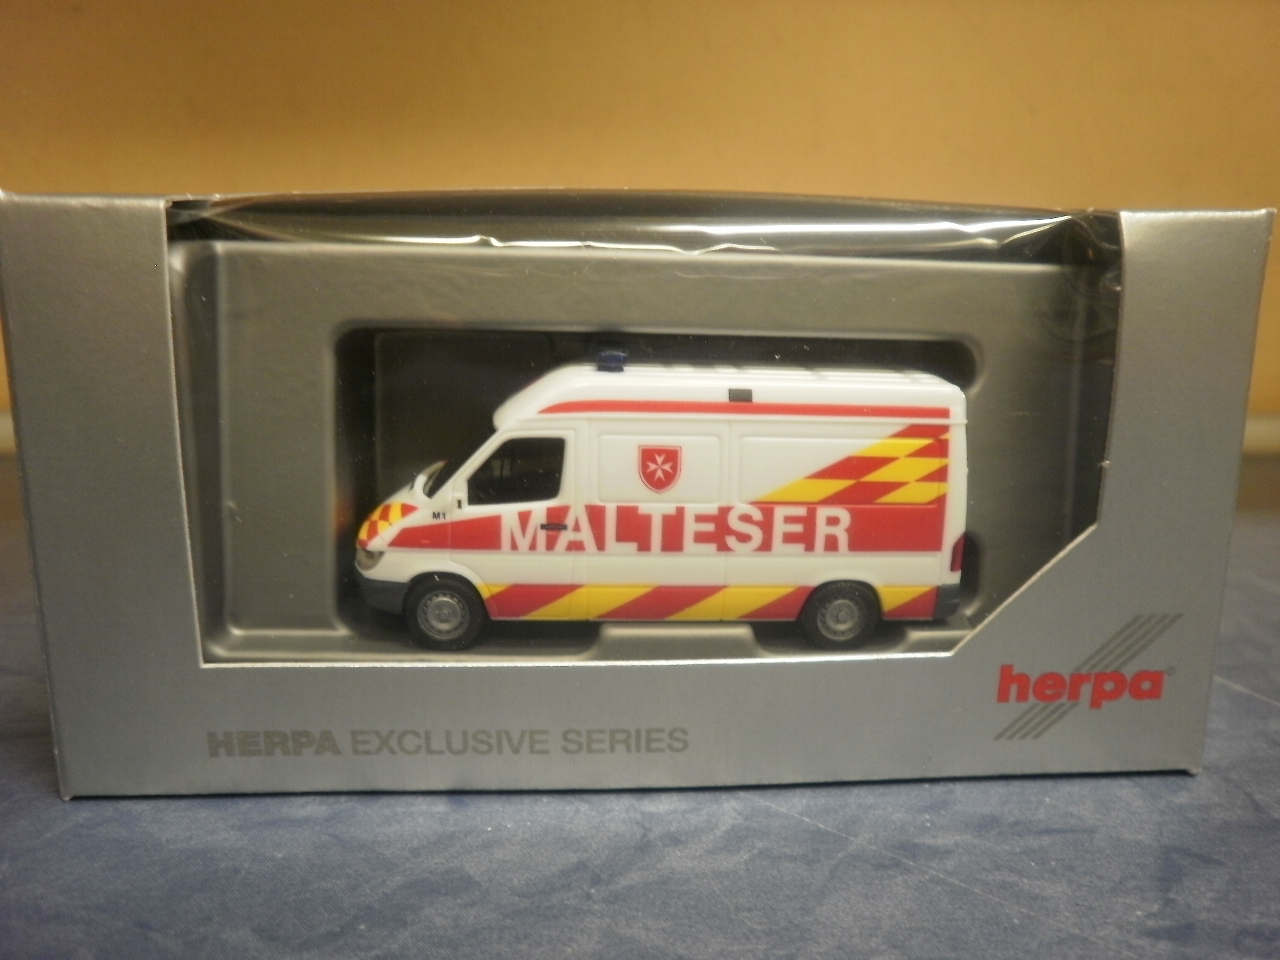 M1
MALTESER
herpa
HERPA EXCLUSIVE SERIES